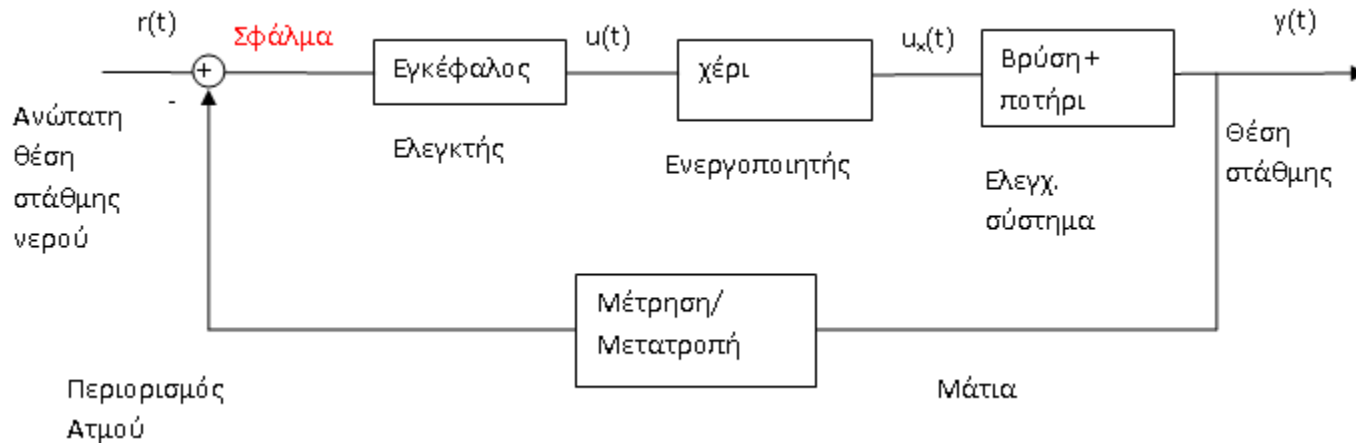 r(t)
Σφάλμα
Εγκέφαλος
u(t)
χέρι
uₓ(t)
Βρύση+
ποτήρι
y(t)
+
-
Ανώτατη
θέση
στάθμης
νερού
Ελεγκτής
Ενεργοποιητής
Ελεγχ.
σύστημα
Θέση
στάθμης
Μέτρηση/
Μετατροπή
Περιορισμός
Ατμού
Μάτια